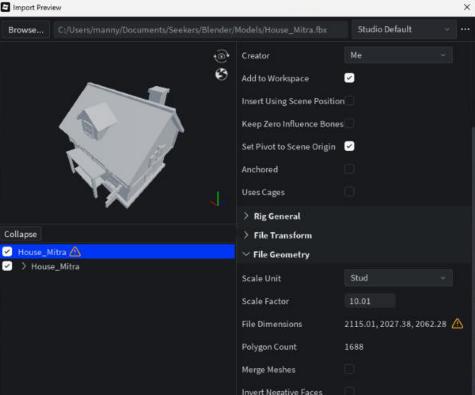 Import Preview
Browse... C:/Users/manny/Documents/Seekers/Blender/Models/House_Mitra.fbx Studio Default
Creator Me
Add to Workspace
Insert Using Scene Position
Keep Zero Influence Bones
Set Pivot to Scene Origin
Anchored
Uses Cages
Rig General
File Transform
File Geometry
Scale Unit Stud
Scale Factor 10.01
File Dimensions 2115.01, 2027.38, 2062.28
Polygon Count 1688
Merge Meshes
Invert Negative Faces
Collapse
House_Mitra
House_Mitra